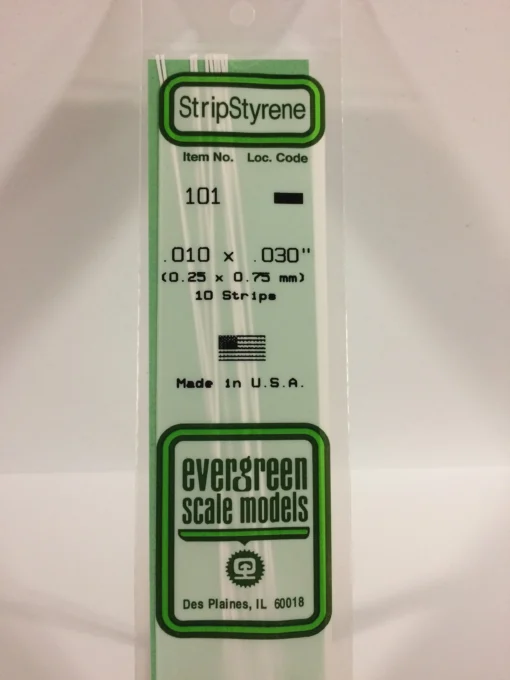 StripStyrene
Item No. Loc. Code
101
.010 x .030"
(0.25 x 0.75 mm)
10 Strips
Made in U.S.A.
evergreen
scale models
Des Plaines, IL 60018